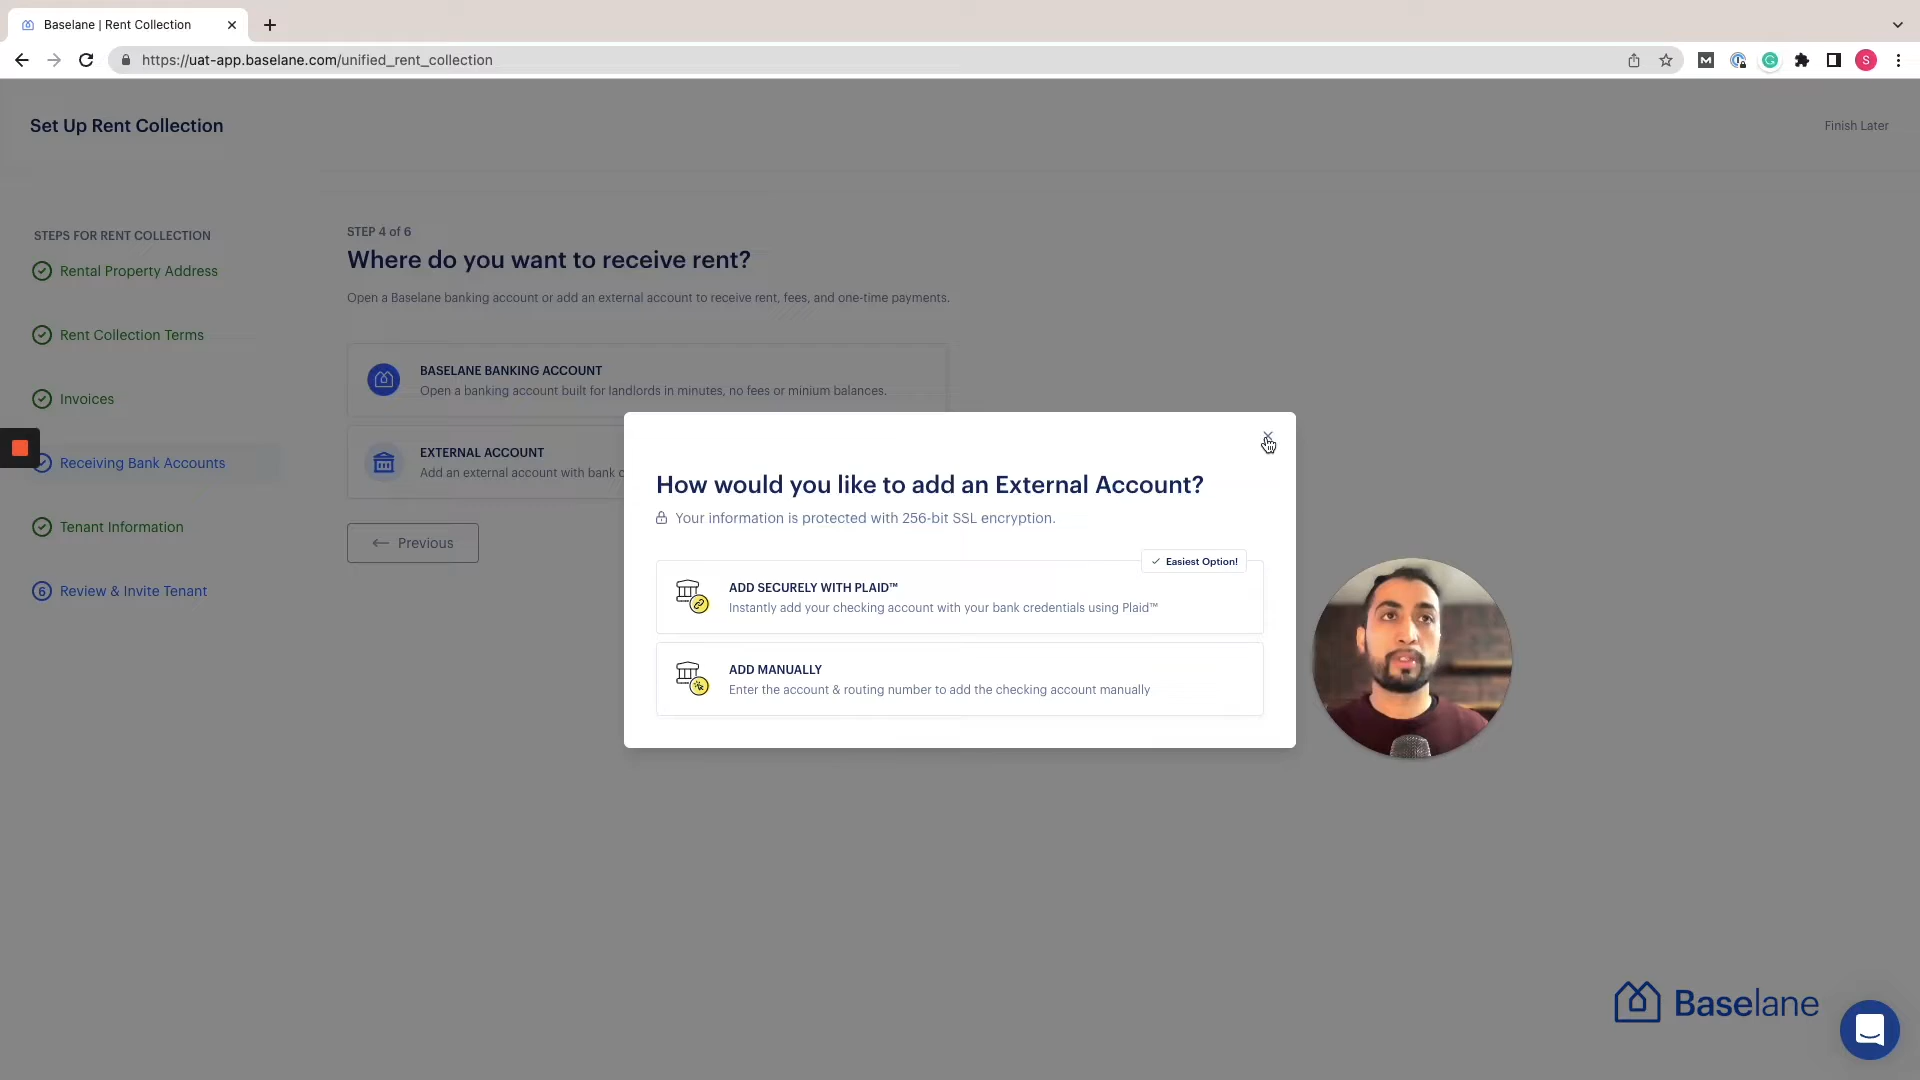 Baselane | Rent Collection
https://uat-app.baselane.com/unified_rent_collection
S
Set Up Rent Collection
Finish Later
STEPS FOR RENT COLLECTION
Rental Property Address
Rent Collection Terms
Invoices
Receiving Bank Accounts
Tenant Information
6 Review & Invite Tenant
STEP 4 of 6
Where do you want to receive rent?
Open a Baselane banking account or add an external account to receive rent, fees, and one-time payments.
BASELANE BANKING ACCOUNT
Open a banking account built for landlords in minutes, no fees or minium balances.
EXTERNAL ACCOUNT
Add an external account with bank c
Previous
How would you like to add an External Account?
Your information is protected with 256-bit SSL encryption.
Easiest Option!
ADD SECURELY WITH PLAID™
Instantly add your checking account with your bank credentials using Plaid™
ADD MANUALLY
Enter the account & routing number to add the checking account manually
Baselane